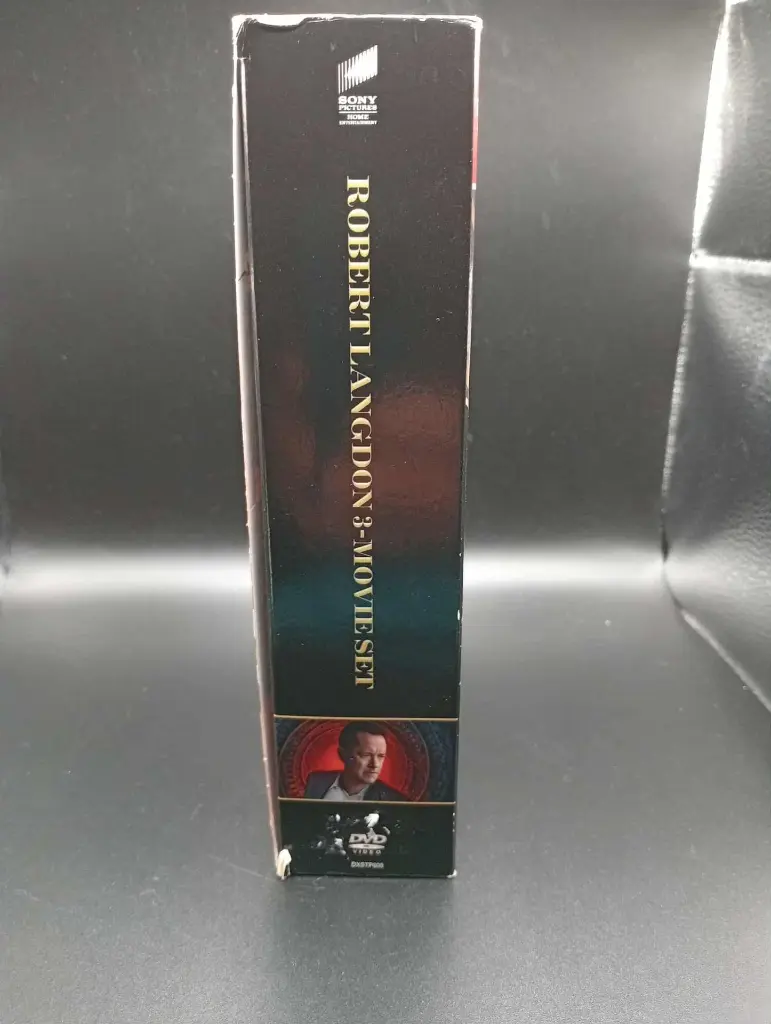 SONY
PICTURES
HOME
ENTERTAINMENT
ROBERT LANGDON 3-MOVIE SET
DVD
VIDEO